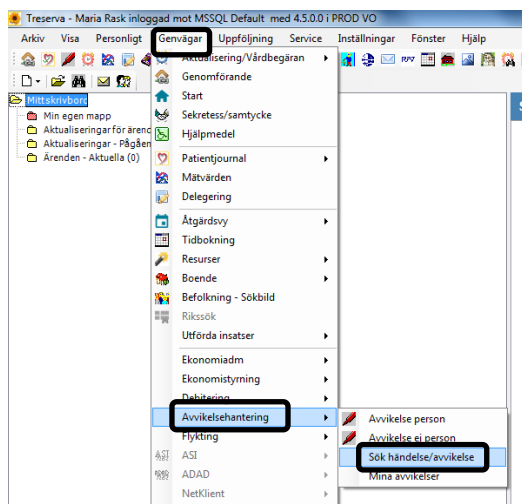 Treserva - Maria Rask inloggad mot MSSQL Default med 4.5.0.0 i PROD VO
Arkiv Visa Personligt Genvägar Uppföljning Service Inställningar Fönster Hjälp
Aktualisering/Vårdbegäran
Genomförande
Start
Sekretess/samtycke
Hjälpmedel
Patientjournal
Mätvärden
Delegering
Åtgärdsvy
Tidbokning
Resurser
Boende
Befolkning - Sökbild
Rikssök
Utförda insatser
Ekonomiadm
Ekonomistyrning
Debitering
Avvikelsehantering
Flykting
ASI
ADAD
NetKlient
Mitt skrivbord
Min egen mapp
Aktualiseringar för ärend
Aktualiseringar - Pågåen
Ärenden - Aktuella (0)
Avvikelse person
Avvikelse ej person
Sök händelse/avvikelse
Mina avvikelser